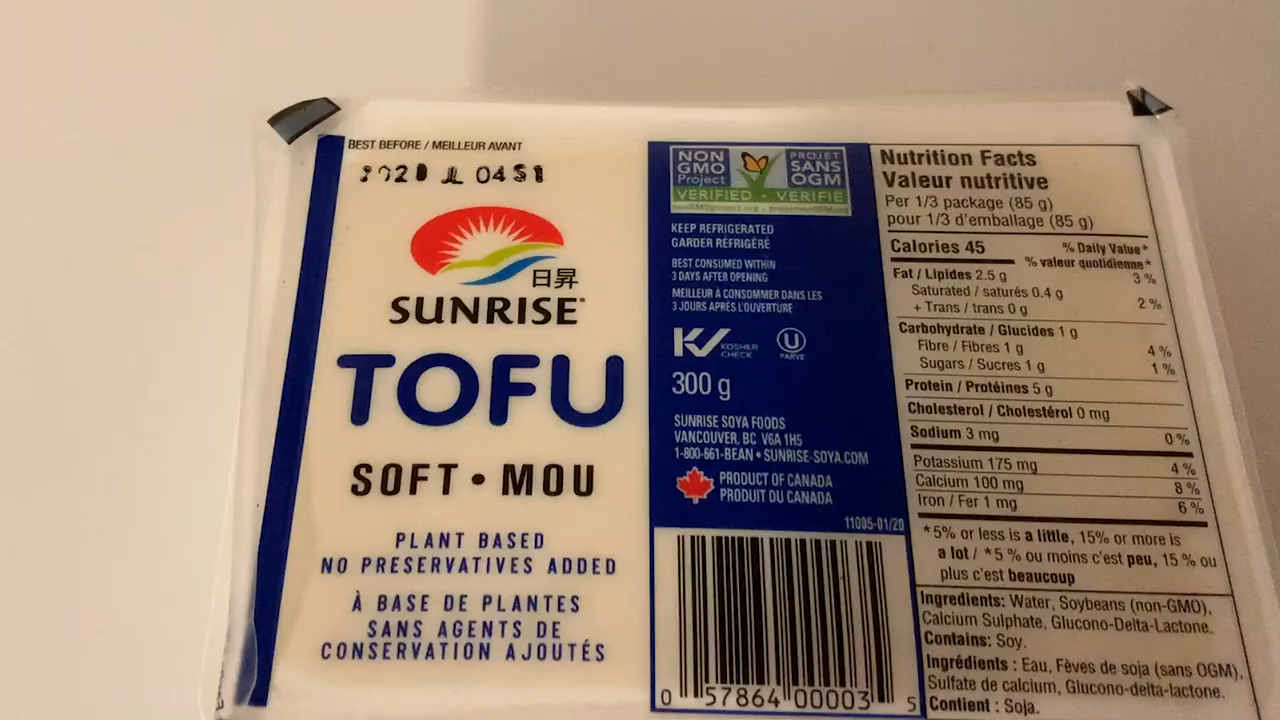 BEST BEFORE / MEILLEUR AVANT
日昇
SUNRISE
TOFU
SOFT • MOU
PLANT BASED
NO PRESERVATIVES ADDED
À BASE DE PLANTES
SANS AGENTS DE
CONSERVATION AJOUTÉS
NON
GMO
Project
PROJET
SANS
OGM
VERIFIED • VERIFIÉ
KEEP REFRIGERATED
GARDER RÉFRIGÉRÉ
BEST CONSUMED WITHIN
3 DAYS AFTER OPENING
MEILLEUR À CONSOMMER DANS LES
3 JOURS APRÈS L'OUVERTURE
KOSHER
CHECK
U
PARVE
300 g
SUNRISE SOYA FOODS
VANCOUVER, BC V6A 1H5
1-800-661-BEAN • SUNRISE-SOYA.COM
PRODUCT OF CANADA
PRODUIT DU CANADA
11005-01/20
0 57864 00003 5
Nutrition Facts
Valeur nutritive
Per 1/3 package (85 g)
pour 1/3 d'emballage (85 g)
Calories 45 % Daily Value*
% valeur quotidienne*
Fat / Lipides 2.5 g 3 %
Saturated / saturés 0.4 g
+ Trans / trans 0 g 2 %
Carbohydrate / Glucides 1 g
Fibre / Fibres 1 g 4 %
Sugars / Sucres 1 g 1 %
Protein / Protéines 5 g
Cholesterol / Cholestérol 0 mg
Sodium 3 mg 0 %
Potassium 175 mg 4 %
Calcium 100 mg 8 %
Iron / Fer 1 mg 6 %
*5% or less is a little, 15% or more is
a lot / *5 % ou moins c'est peu, 15 % ou
plus c'est beaucoup
Ingredients: Water, Soybeans (non-GMO),
Calcium Sulphate, Glucono-Delta-Lactone.
Contains: Soy.
Ingrédients : Eau, Fèves de soja (sans OGM),
Sulfate de calcium, Glucono-delta-lactone.
Contient : Soja.